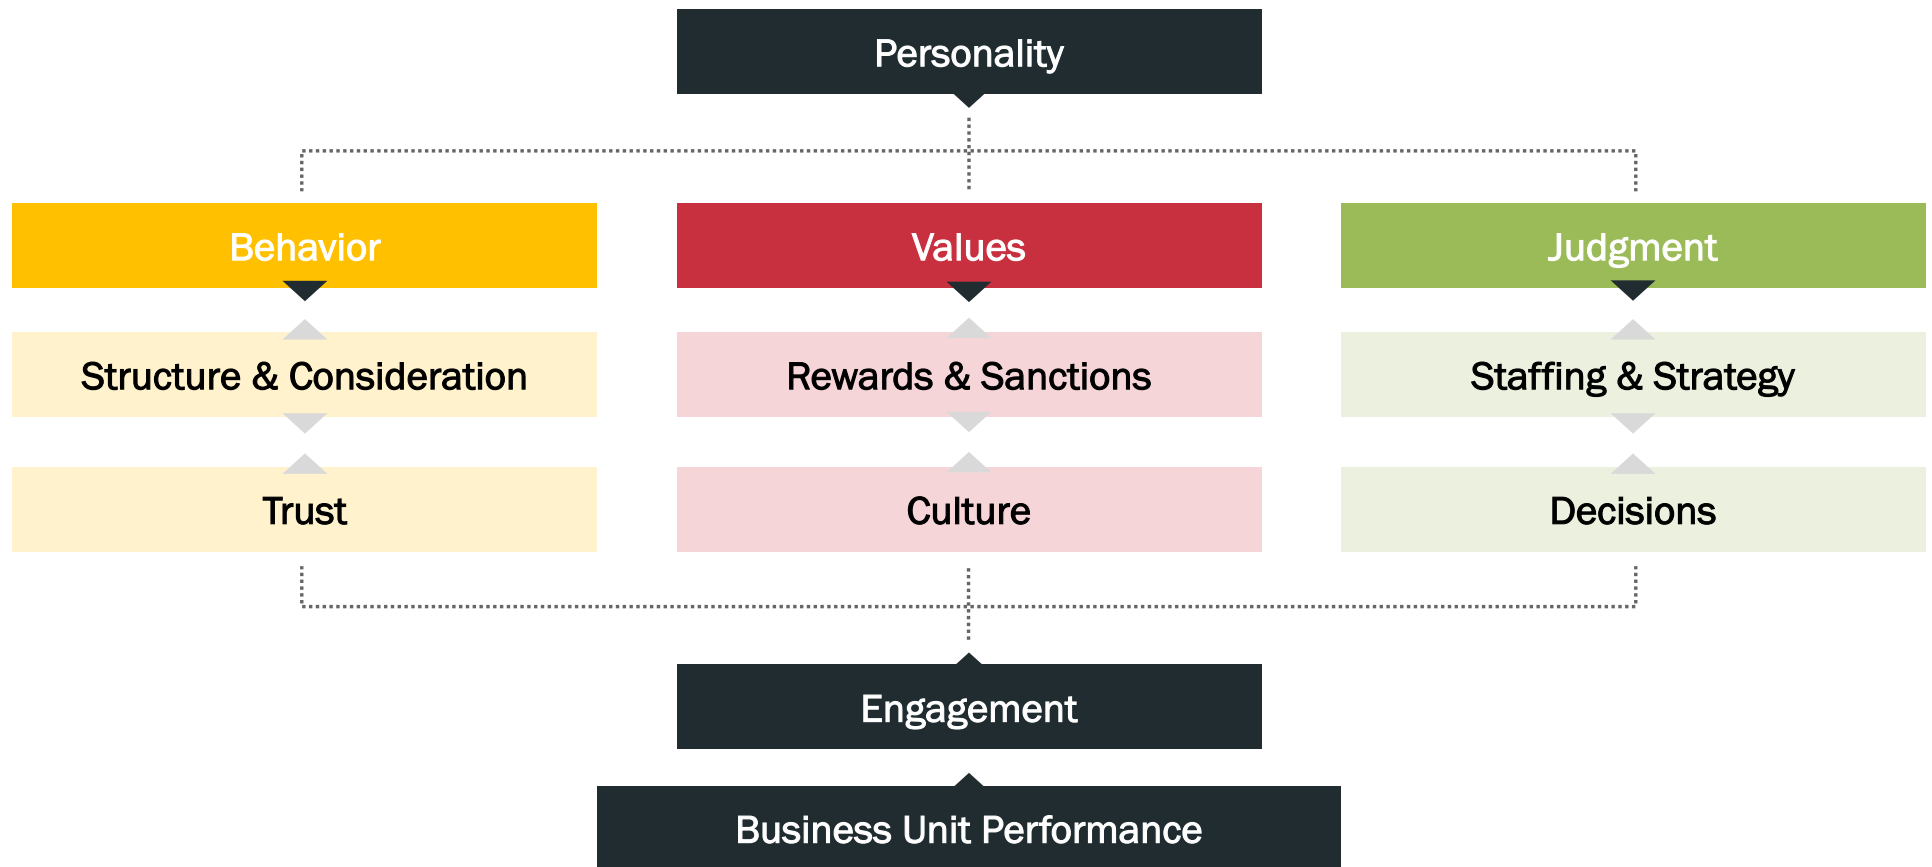 Personality
Behavior
Values
Judgment
Structure & Consideration
Rewards & Sanctions
Staffing & Strategy
Trust
Culture
Decisions
Engagement
Business Unit Performance